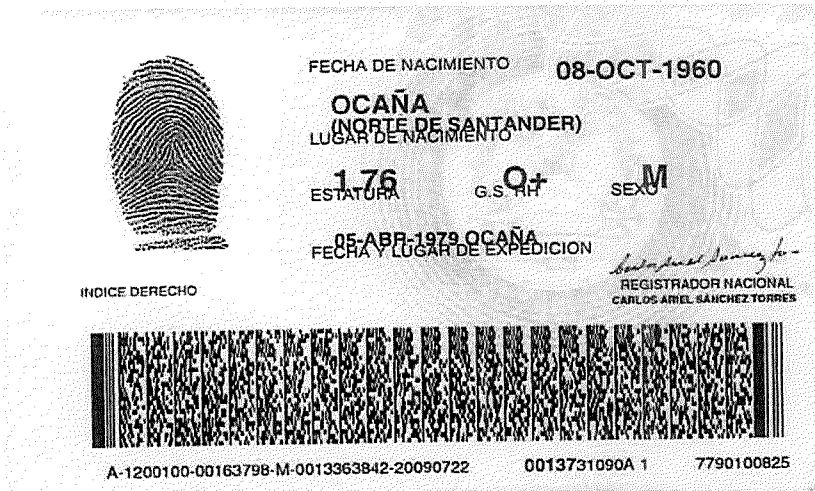 FECHA DE NACIMIENTO 08-OCT-1960
OCAÑA
(NORTE DE SANTANDER)
LUGAR DE NACIMIENTO
1.76 O+ M
ESTATURA G.S. RH SEXO
05-ABR-1979 OCAÑA
FECHA Y LUGAR DE EXPEDICION
INDICE DERECHO
REGISTRADOR NACIONAL
CARLOS ARIEL SANCHEZ TORRES
A-1200100-00163798-M-0013363842-20090722 0013731090A 1 7790100825